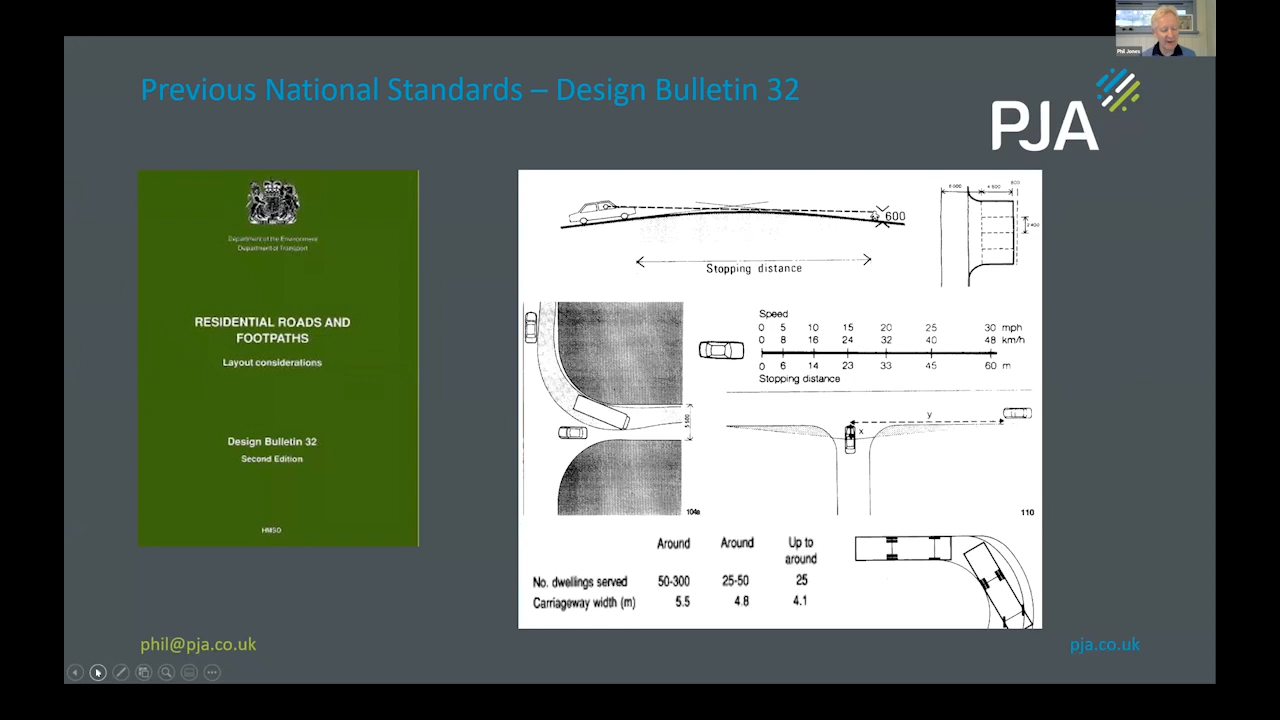 Phil Jones
Previous National Standards – Design Bulletin 32
PJA
Department of the Environment
Department of Transport
RESIDENTIAL ROADS AND
FOOTPATHS
Layout considerations
Design Bulletin 32
Second Edition
HMSO
600
Stopping distance
Speed
0 5 10 15 20 25 30 mph
0 8 16 24 32 40 48 km/h
0 6 14 23 33 45 60 m
Stopping distance
y
x
104a
110
Around Around Up to
around
No. dwellings served 50-300 25-50 25
Carriageway width (m) 5.5 4.8 4.1
phil@pja.co.uk
pja.co.uk